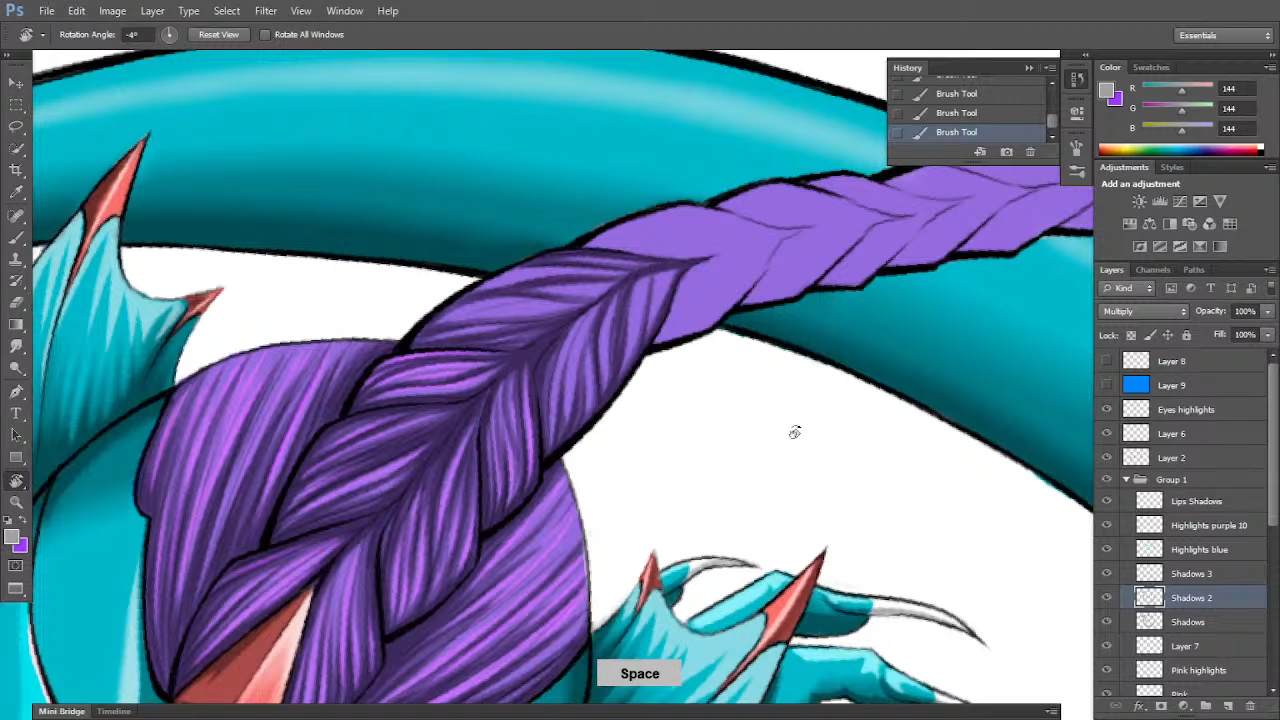 Ps File Edit Image Layer Type Select Filter View Window Help
Rotation Angle: -4° Reset View Rotate All Windows Essentials
History
Brush Tool
Brush Tool
Brush Tool
Brush Tool
Color Swatches
R 144
G 144
B 144
Adjustments Styles
Add an adjustment
Layers Channels Paths
Kind
Multiply Opacity: 100%
Lock: Fill: 100%
Layer 8
Layer 9
Eyes highlights
Layer 6
Layer 2
Group 1
Lips Shadows
Highlights purple 10
Highlights blue
Shadows 3
Shadows 2
Shadows
Layer 7
Pink highlights
Pink
Space
Mini Bridge Timeline